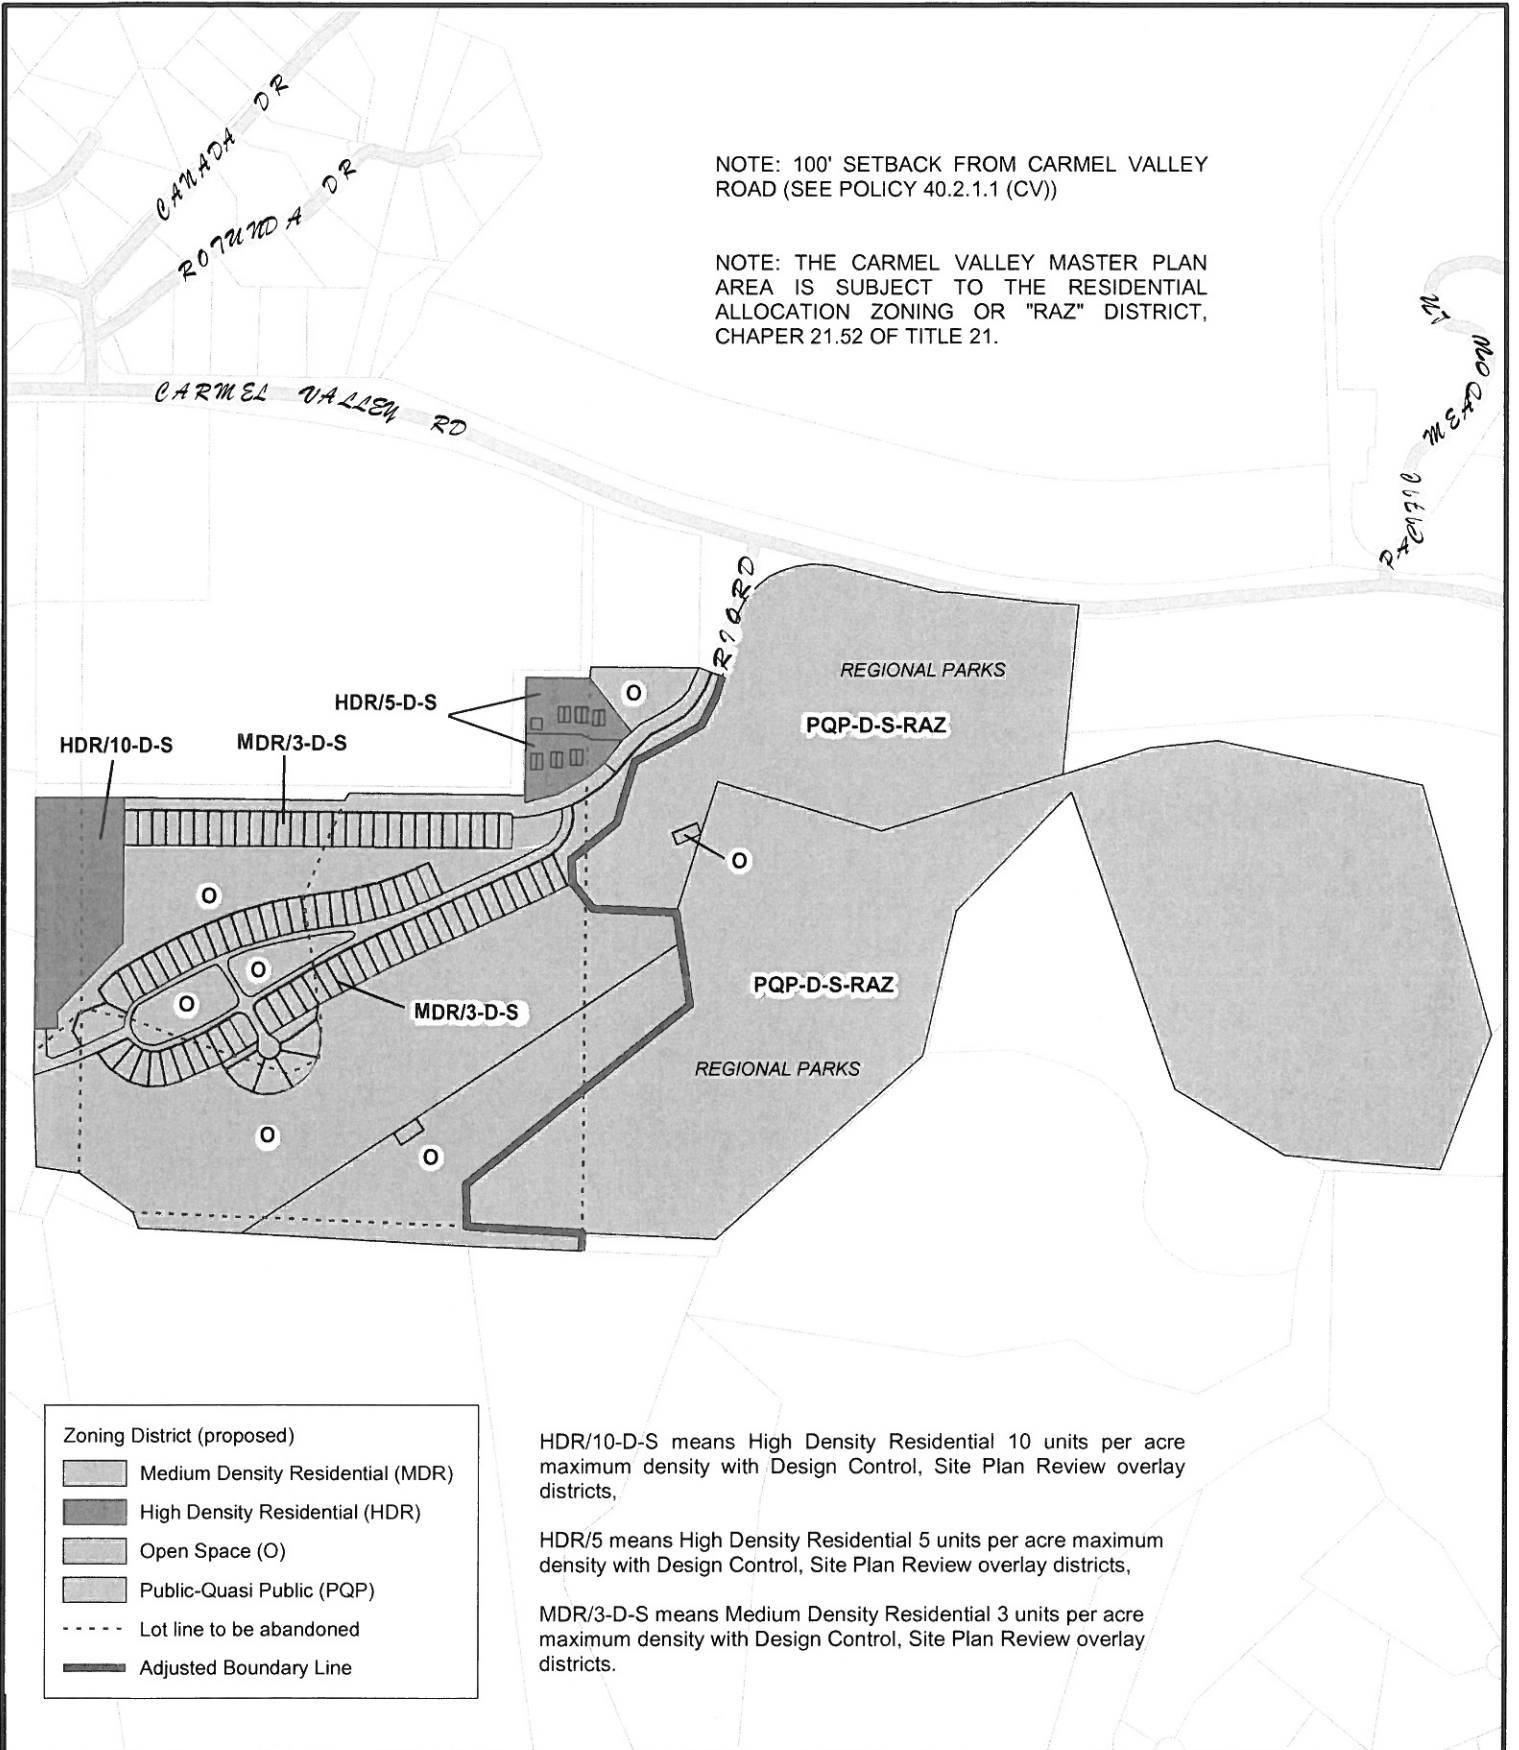 CANADA DR
ROTUNDA DR
NOTE: 100' SETBACK FROM CARMEL VALLEY
ROAD (SEE POLICY 40.2.1.1 (CV))
NOTE: THE CARMEL VALLEY MASTER PLAN
AREA IS SUBJECT TO THE RESIDENTIAL
ALLOCATION ZONING OR "RAZ" DISTRICT,
CHAPER 21.52 OF TITLE 21.
CARMEL VALLEY RD
PACIFIC MEADOWS LN
RIO RD
REGIONAL PARKS
PQP-D-S-RAZ
O
HDR/5-D-S
HDR/10-D-S
MDR/3-D-S
O
O
O
O
MDR/3-D-S
PQP-D-S-RAZ
REGIONAL PARKS
O
O
Zoning District (proposed)
Medium Density Residential (MDR)
High Density Residential (HDR)
Open Space (O)
Public-Quasi Public (PQP)
Lot line to be abandoned
Adjusted Boundary Line
HDR/10-D-S means High Density Residential 10 units per acre
maximum density with Design Control, Site Plan Review overlay
districts,
HDR/5 means High Density Residential 5 units per acre maximum
density with Design Control, Site Plan Review overlay districts,
MDR/3-D-S means Medium Density Residential 3 units per acre
maximum density with Design Control, Site Plan Review overlay
districts.